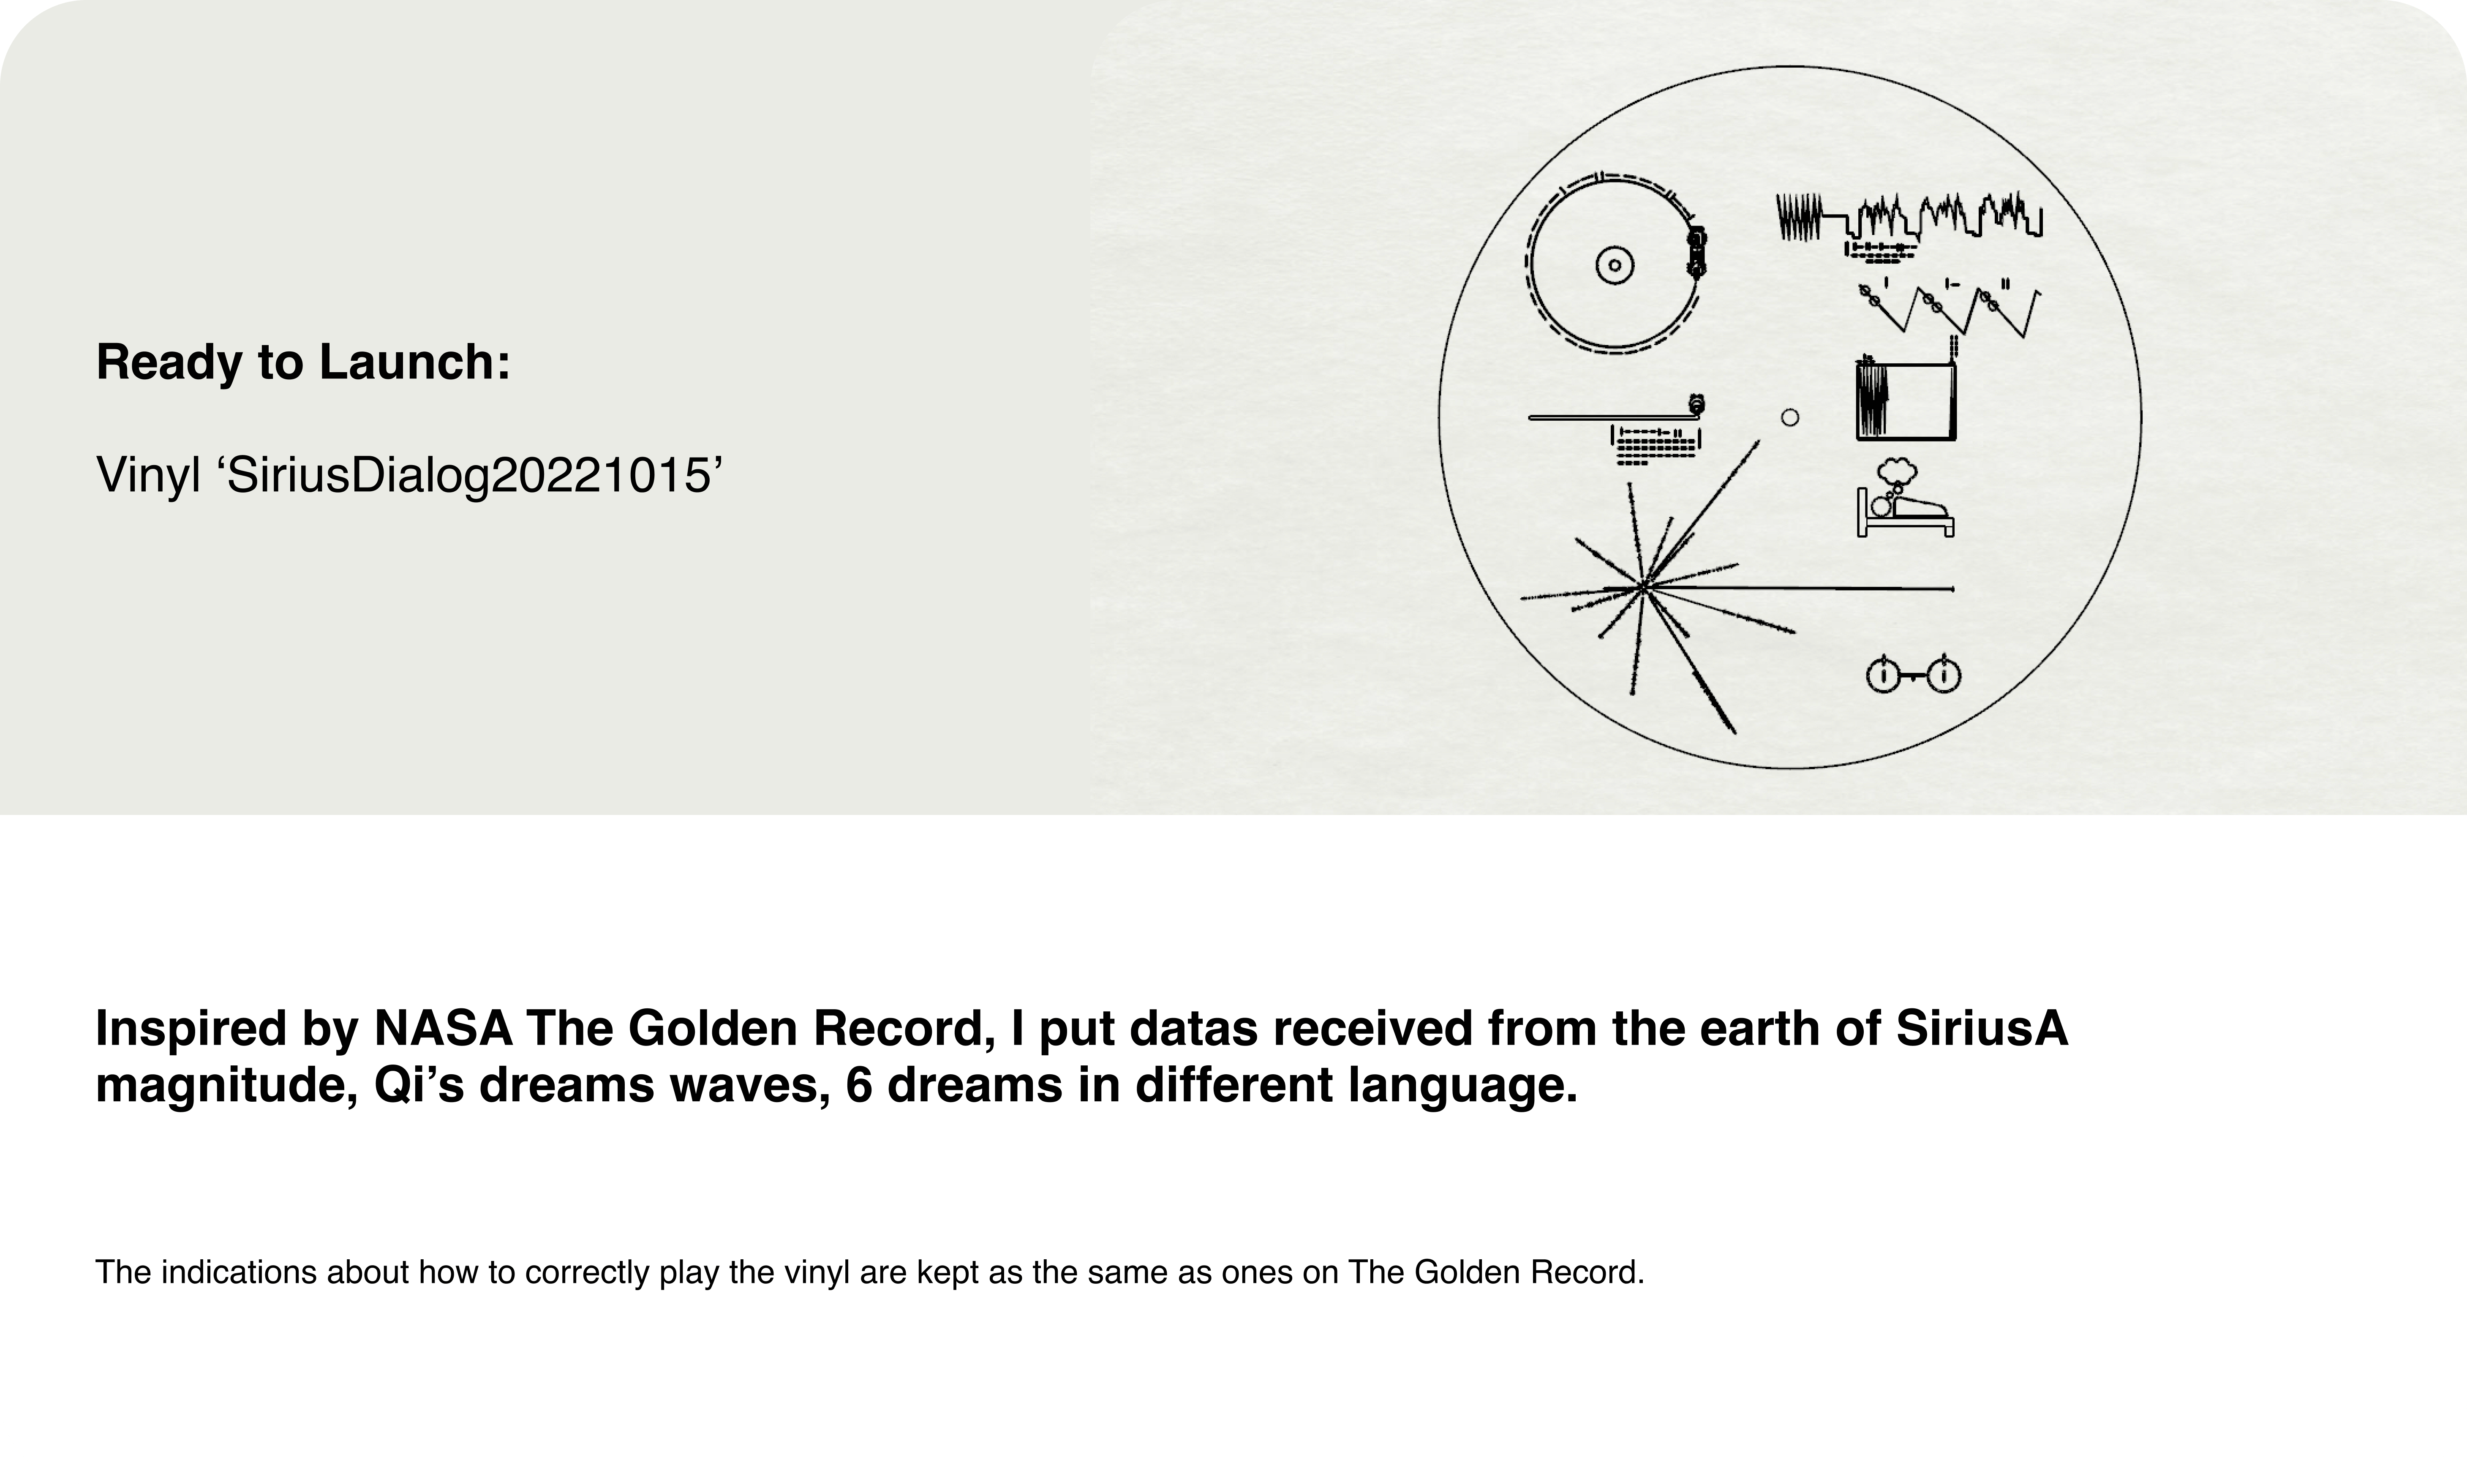 Ready to Launch:
Vinyl ‘SiriusDialog20221015’
Inspired by NASA The Golden Record, I put datas received from the earth of SiriusA
magnitude, Qi’s dreams waves, 6 dreams in different language.
The indications about how to correctly play the vinyl are kept as the same as ones on The Golden Record.